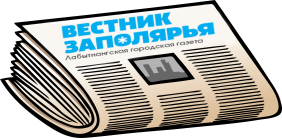 ВЕСТНИК
ЗАПОЛЯРЬЯ
Лабытнангская городская газета